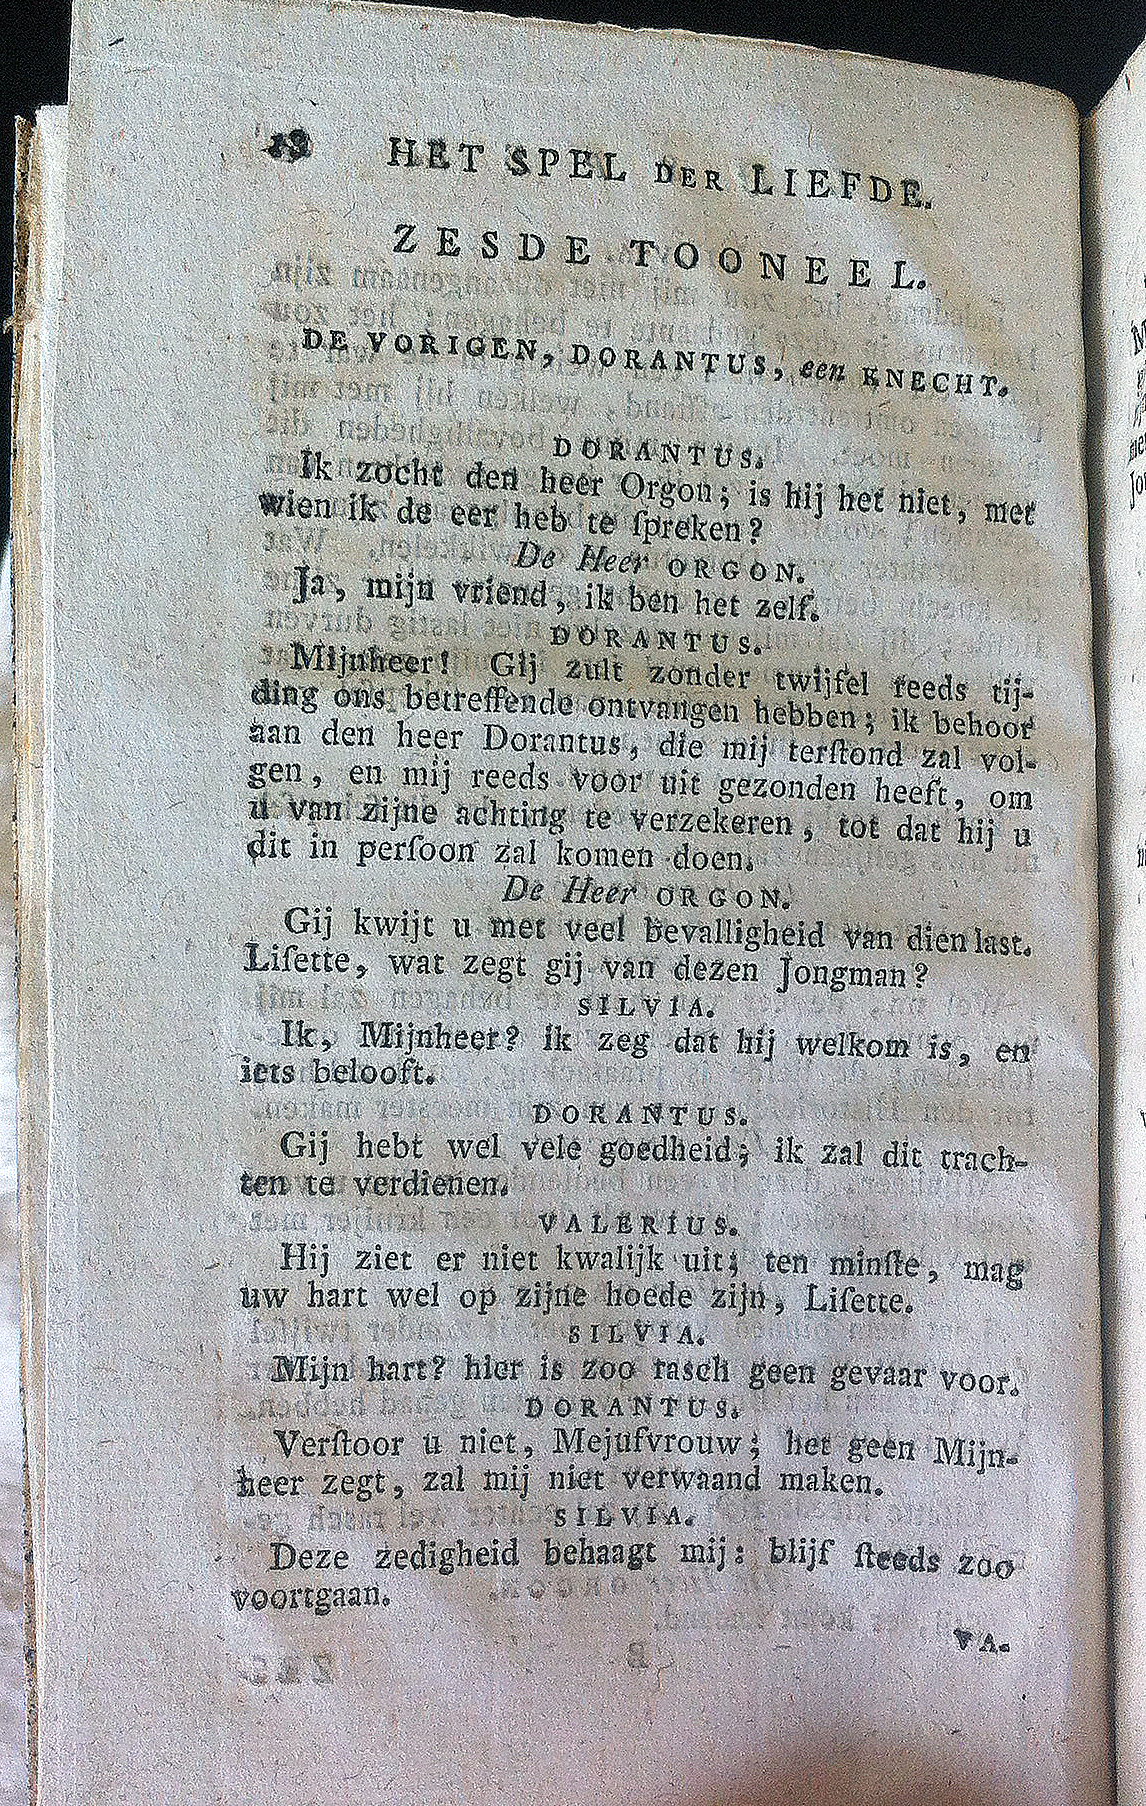 18 HET SPEL DER LIEFDE.
ZESDE TOONEEL.
DE VORIGEN, DORANTUS, een KNECHT.
DORANTUS.
Ik zocht den heer Orgon; is hij het niet, met
wien ik de eer heb te ſpreken?
De Heer ORGON.
Ja, mijn vriend, ik ben het zelf.
DORANTUS.
Mijnheer! Gij zult zonder twijfel reeds tij-
ding ons betreffende ontvangen hebben; ik behoor
aan den heer Dorantus, die mij terſtond zal vol-
gen, en mij reeds voor uit gezonden heeft, om
u van zijne achting te verzekeren, tot dat hij u
dit in perſoon zal komen doen.
De Heer ORGON.
Gij kwijt u met veel bevalligheid van dien last.
Liſette, wat zegt gij van dezen Jongman?
SILVIA.
Ik, Mijnheer? ik zeg dat hij welkom is, en
iets belooft.
DORANTUS.
Gij hebt wel vele goedheid; ik zal dit trach-
ten te verdienen.
VALERIUS.
Hij ziet er niet kwalijk uit; ten minſte, mag
uw hart wel op zijne hoede zijn, Liſette.
SILVIA.
Mijn hart? hier is zoo rasch geen gevaar voor.
DORANTUS.
Verſtoor u niet, Mejufvrouw; het geen Mijn-
heer zegt, zal mij niet verwaand maken.
SILVIA.
Deze zedigheid behaagt mij: blijf ſteeds zoo
voortgaan.
VA-